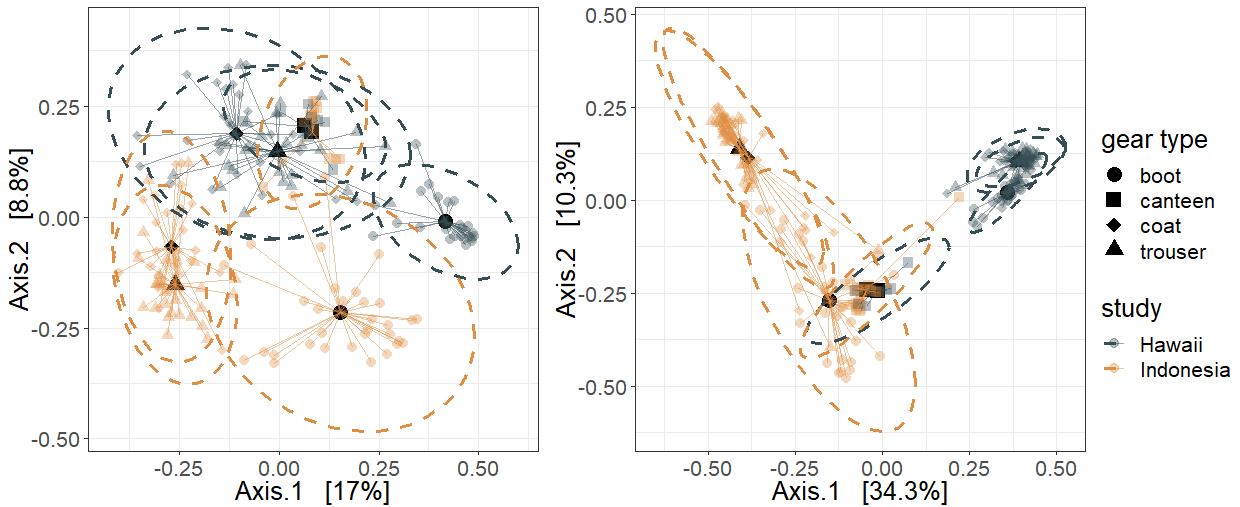 0.25
0.00
-0.25
-0.50
Axis.2 [8.8%]
-0.25 0.00 0.25 0.50
Axis.1 [17%]
0.50
0.25
0.00
-0.25
-0.50
Axis.2 [10.3%]
-0.50 -0.25 0.00 0.25 0.50
Axis.1 [34.3%]
gear type
boot
canteen
coat
trouser
study
Hawaii
Indonesia